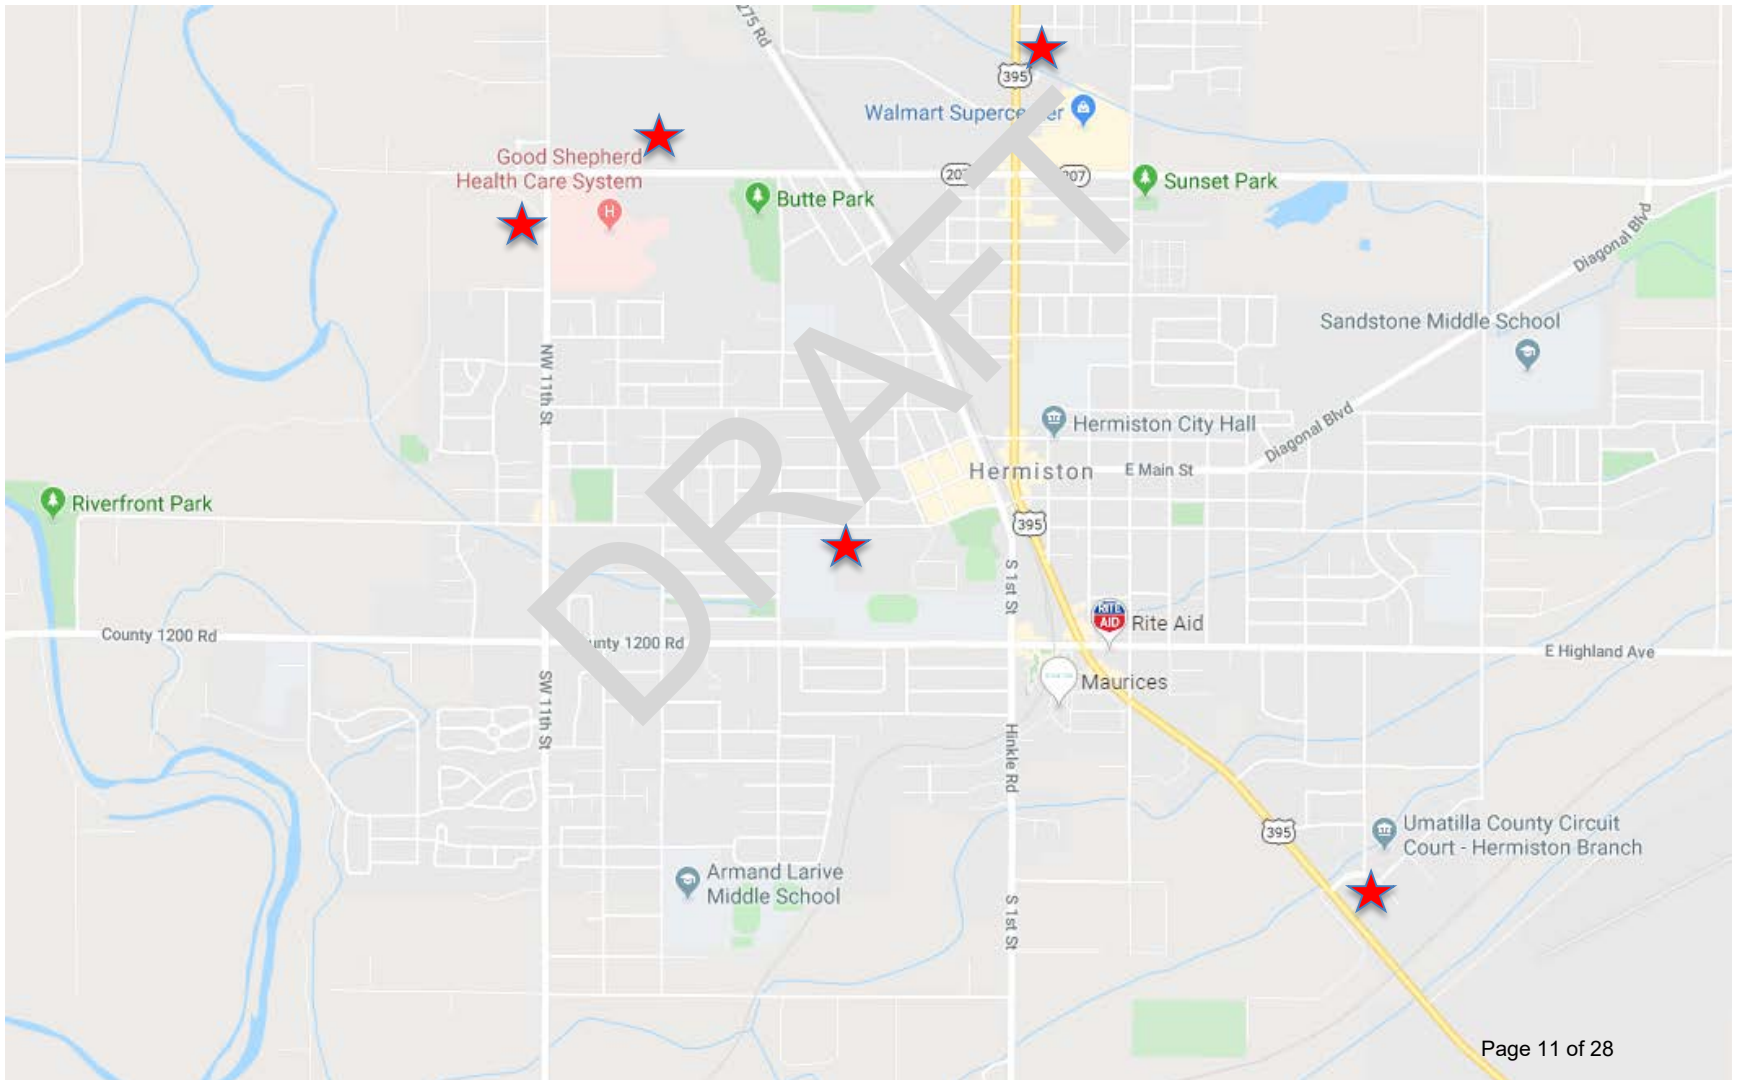 275 Rd
395
Walmart Superce er
Good Shepherd
Health Care System
H
207
207
Sunset Park
Butte Park
Diagonal Blvd
Sandstone Middle School
NW 11th St
Hermiston City Hall
Diagonal Blvd
Hermiston
E Main St
Riverfront Park
395
S 1st St
RITE
AID
Rite Aid
County 1200 Rd
unty 1200 Rd
E Highland Ave
Maurices
SW 11th St
Hinkle Rd
395
Umatilla County Circuit
Court - Hermiston Branch
Armand Larive
Middle School
S 1st St
DRAFT
Page 11 of 28